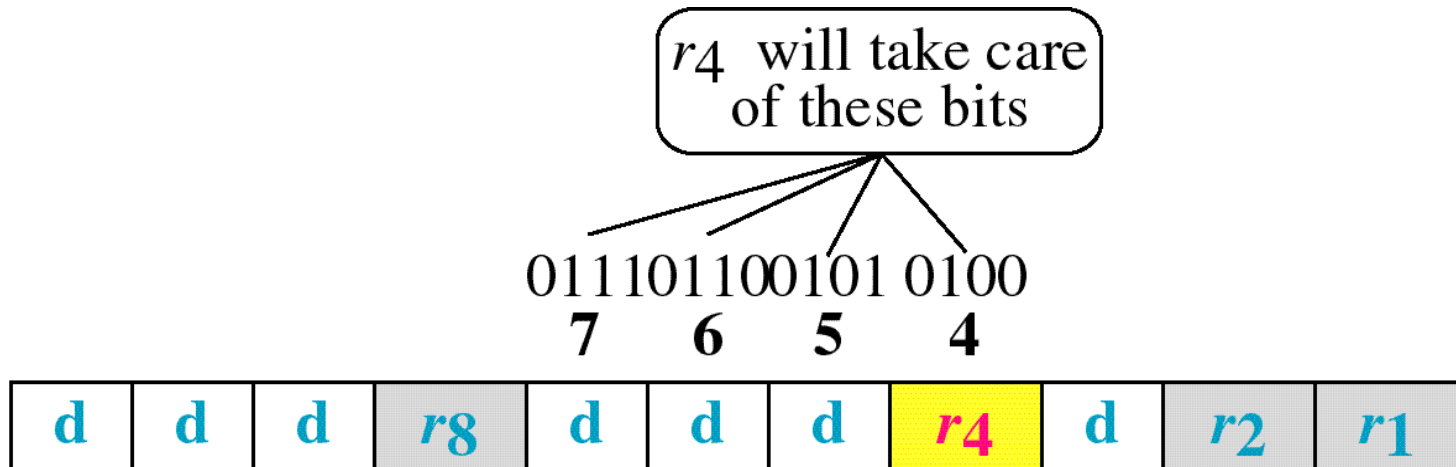 r4 will take care
of these bits
0111 0110 0101 0100
7 6 5 4
d d d r8 d d d r4 d r2 r1